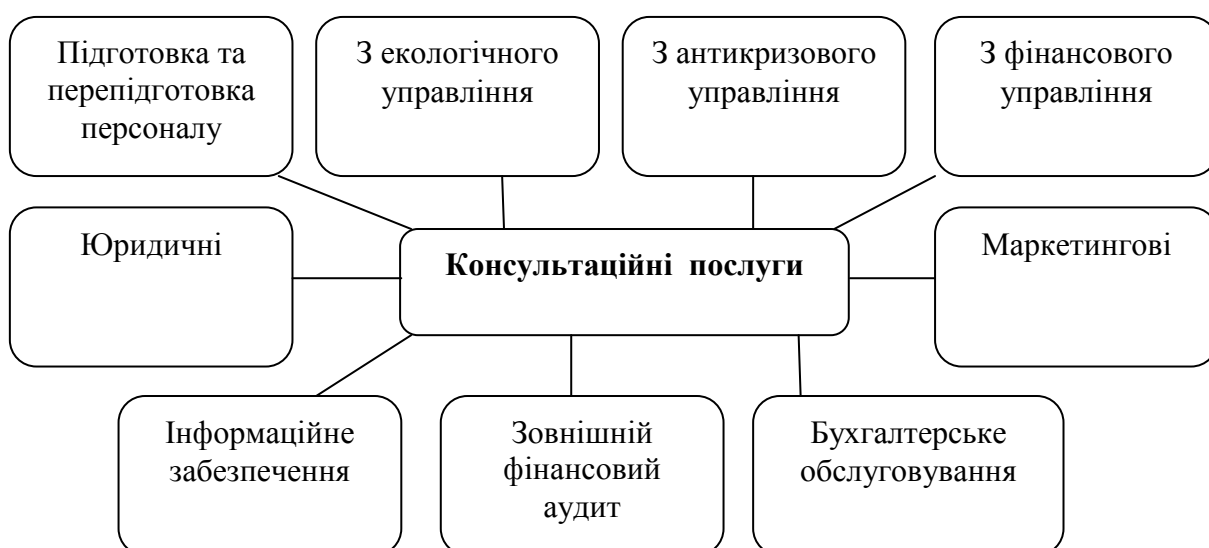 Підготовка та
перепідготовка
персоналу
З екологічного
управління
З антикризового
управління
З фінансового
управління
Юридичні
Консультаційні послуги
Маркетингові
Інформаційне
забезпечення
Зовнішній
фінансовий
аудит
Бухгалтерське
обслуговування